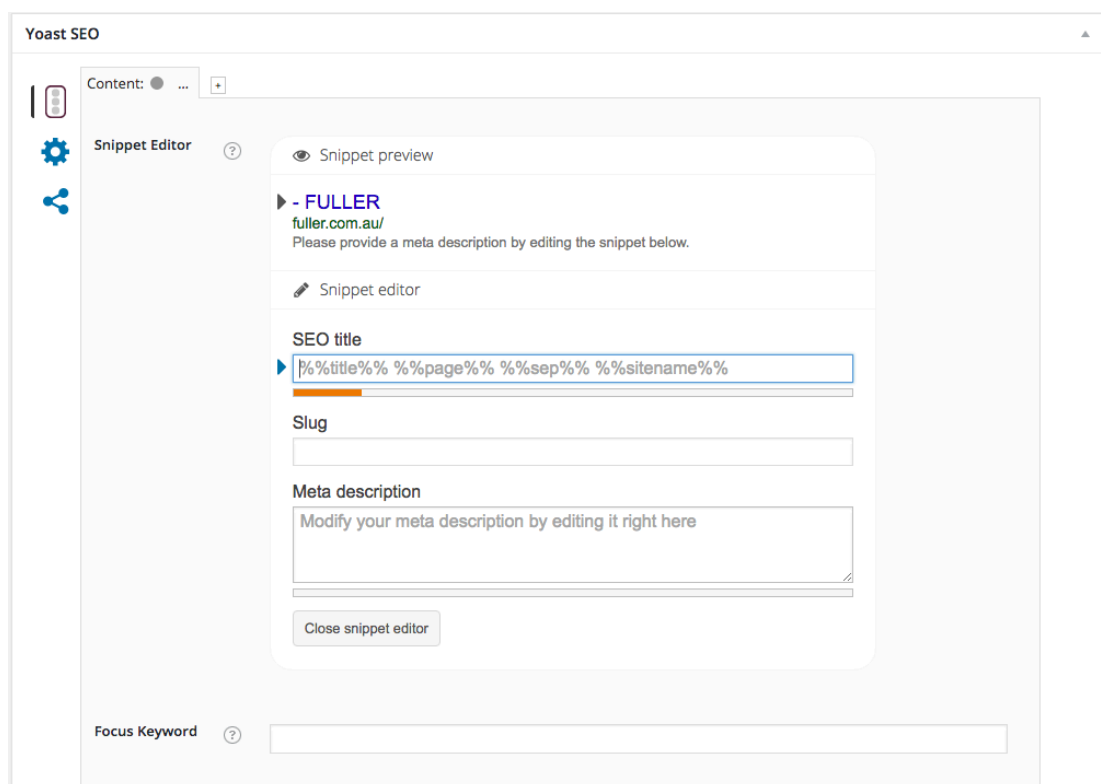 Yoast SEO
Content: ...
+
Snippet Editor
?
Snippet preview
- FULLER
fuller.com.au/
Please provide a meta description by editing the snippet below.
Snippet editor
SEO title
%%title%% %%page%% %%sep%% %%sitename%%
Slug
Meta description
Modify your meta description by editing it right here
Close snippet editor
Focus Keyword
?